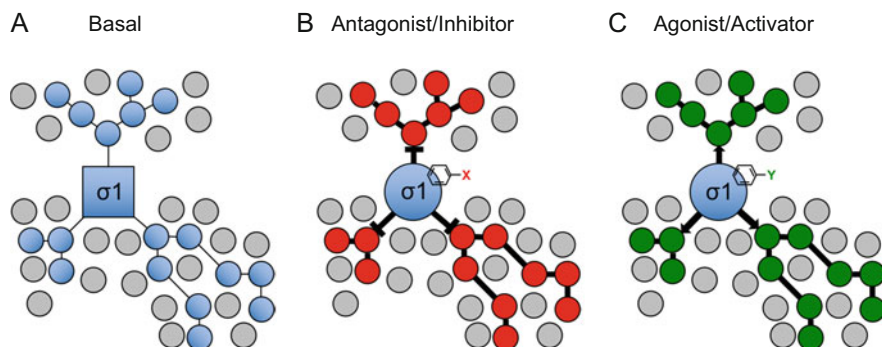 A Basal
B Antagonist/Inhibitor
C Agonist/Activator
σ1
σ1
X
σ1
Y